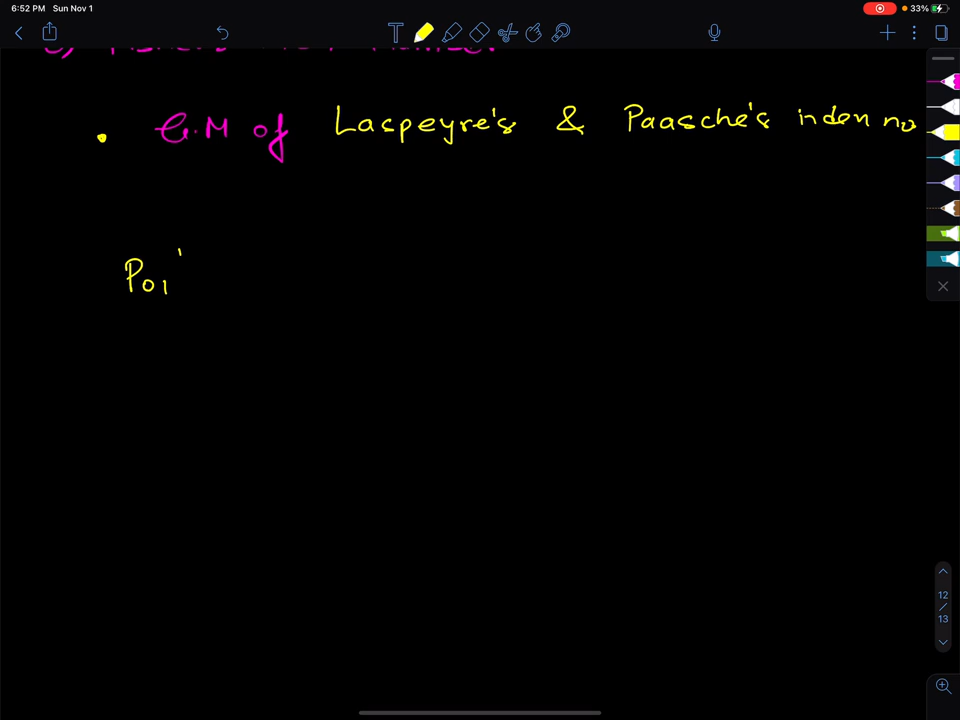 6:52 PM Sun Nov 1
33%
G.M of Laspeyre's & Paasche's index no
P01
12
/
13